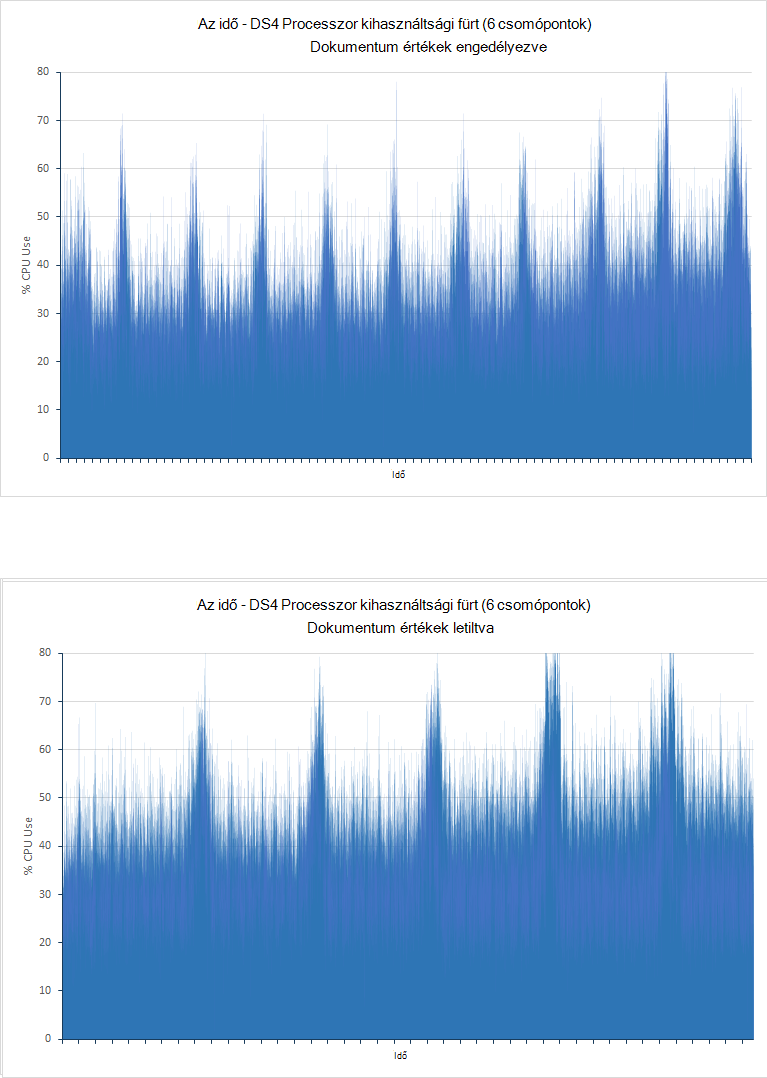 Az idő - DS4 Processzor kihasználtsági fürt (6 csomópontok)
Dokumentum értékek engedélyezve
80
70
60
50
40
30
20
10
0
% CPU Use
Idő
Az idő - DS4 Processzor kihasználtsági fürt (6 csomópontok)
Dokumentum értékek letiltva
80
70
60
50
40
30
20
10
0
% CPU Use
Idő